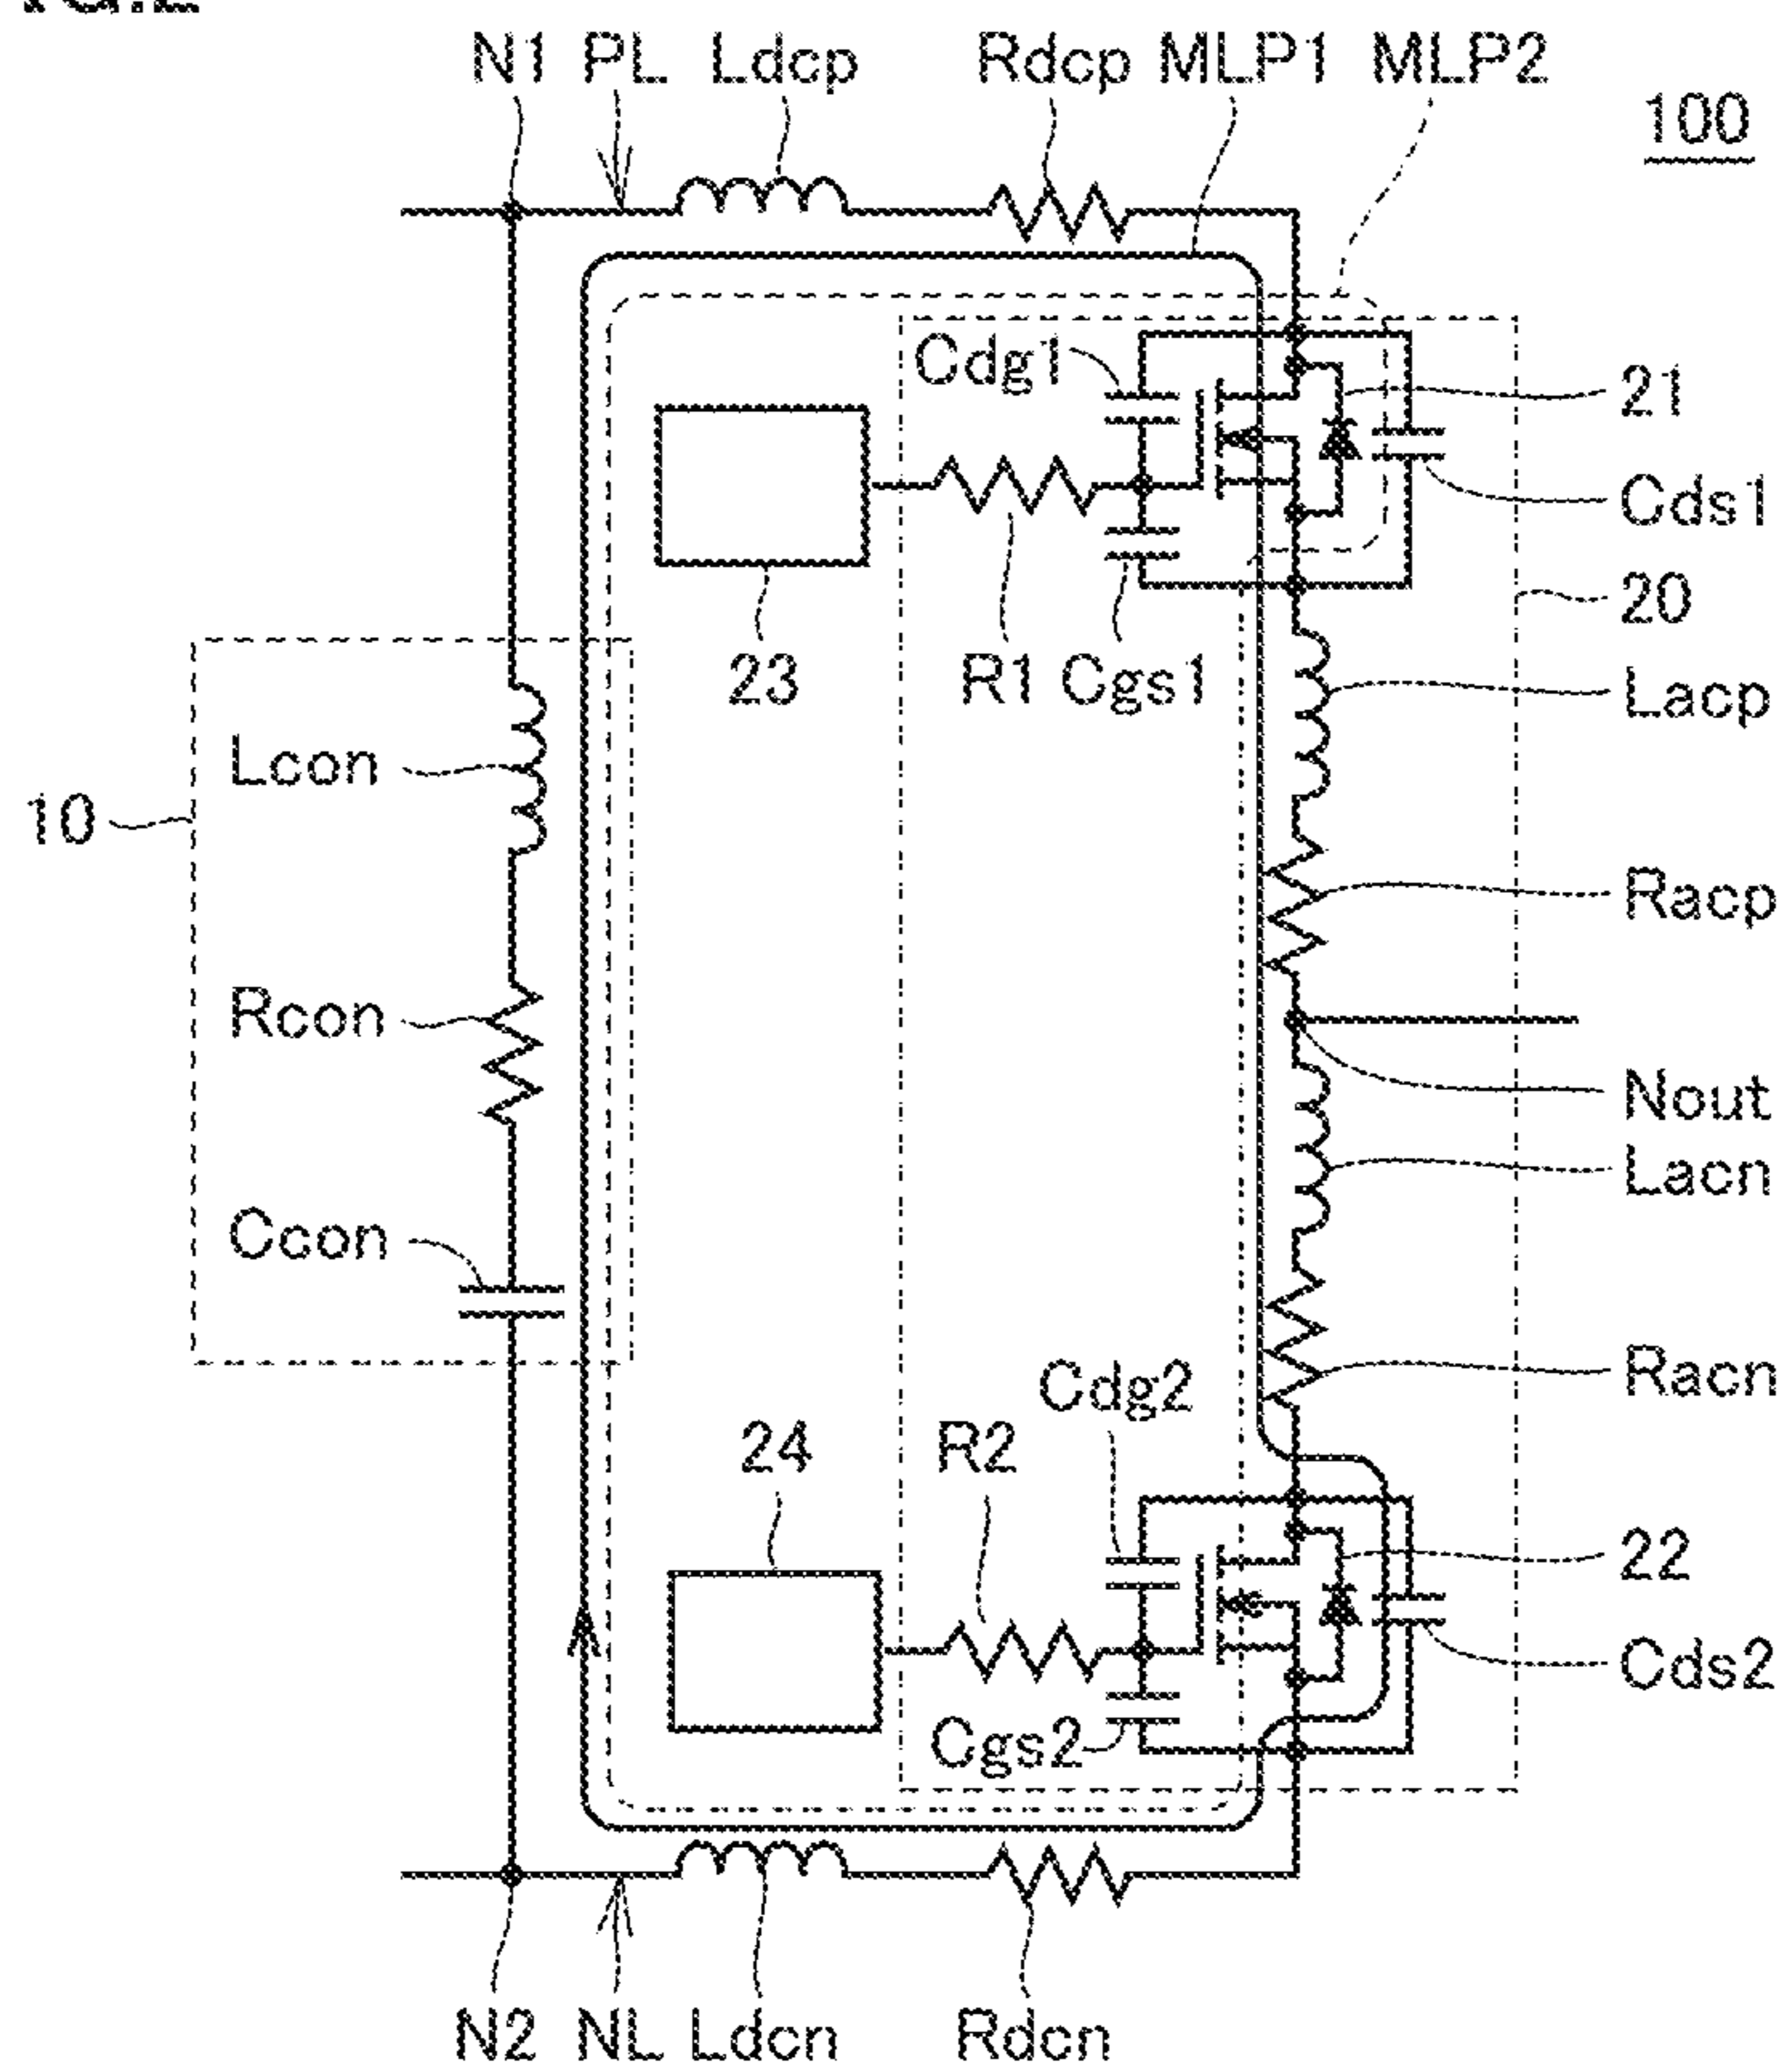 N1 PL Ldcp Rdcp MLP1 MLP2
100
Cdg1
21
Cds1
20
23 R1 Cgs1
Lacp
Lcon
10
Racp
Rcon
Nout
Lacn
Ccon
Racn
Cdg2
24 R2
22
Cds2
Cgs2
N2 NL Ldcn Rdcn